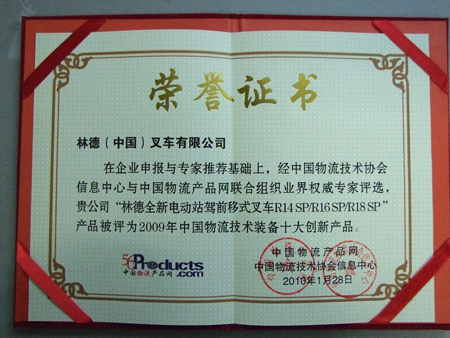 荣誉证书
林德（中国）叉车有限公司
在企业申报与专家推荐基础上，经中国物流技术协会
信息中心与中国物流产品网联合组织业界权威专家评选，
贵公司“林德全新电动站驾前移式叉车R14 SP/R16 SP/R18 SP”
产品被评为2009年中国物流技术装备十大创新产品。
56Products
中国物流产品网 .com
中国物流产品网
中国物流技术协会信息中心
2010年1月28日